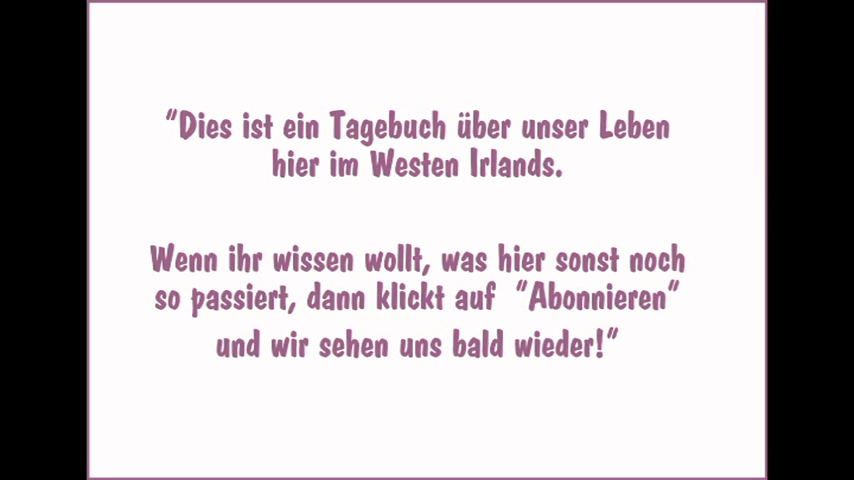 "Dies ist ein Tagebuch über unser Leben
hier im Westen Irlands.
Wenn ihr wissen wollt, was hier sonst noch
so passiert, dann klickt auf "Abonnieren"
und wir sehen uns bald wieder!"